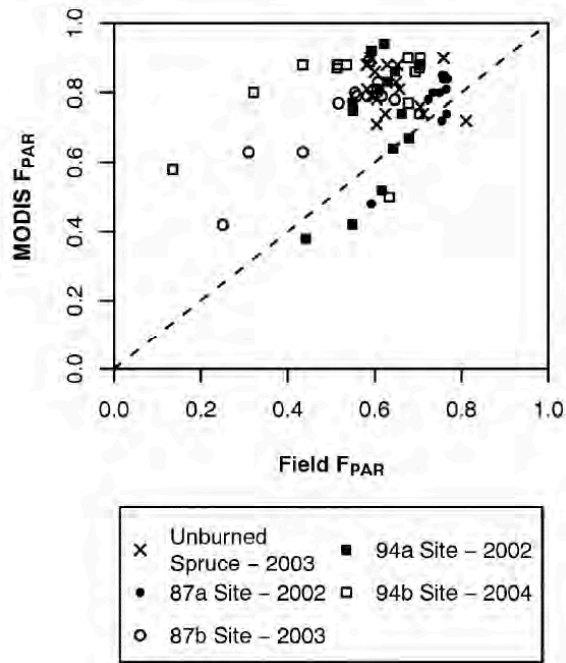 1.0
0.8
0.6
0.4
0.2
0.0
MODIS FPAR
0.0 0.2 0.4 0.6 0.8 1.0
Field FPAR
Unburned
Spruce – 2003
87a Site – 2002
87b Site – 2003
94a Site – 2002
94b Site – 2004